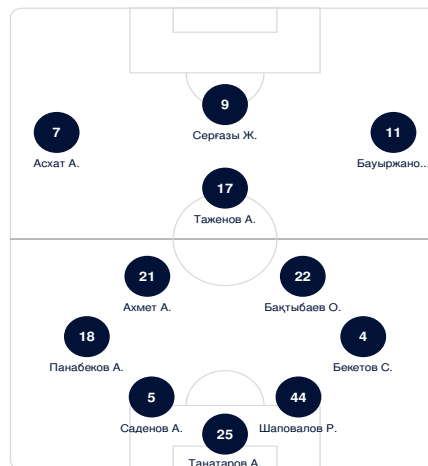 9
Серғазы Ж.
7
Асхат А.
11
Бауыржано...
17
Таженов А.
21
Ахмет А.
22
Бақтыбаев О.
18
Панабеков А.
4
Бекетов С.
5
Саденов А.
44
Шаповалов Р.
25
Танатаров А.